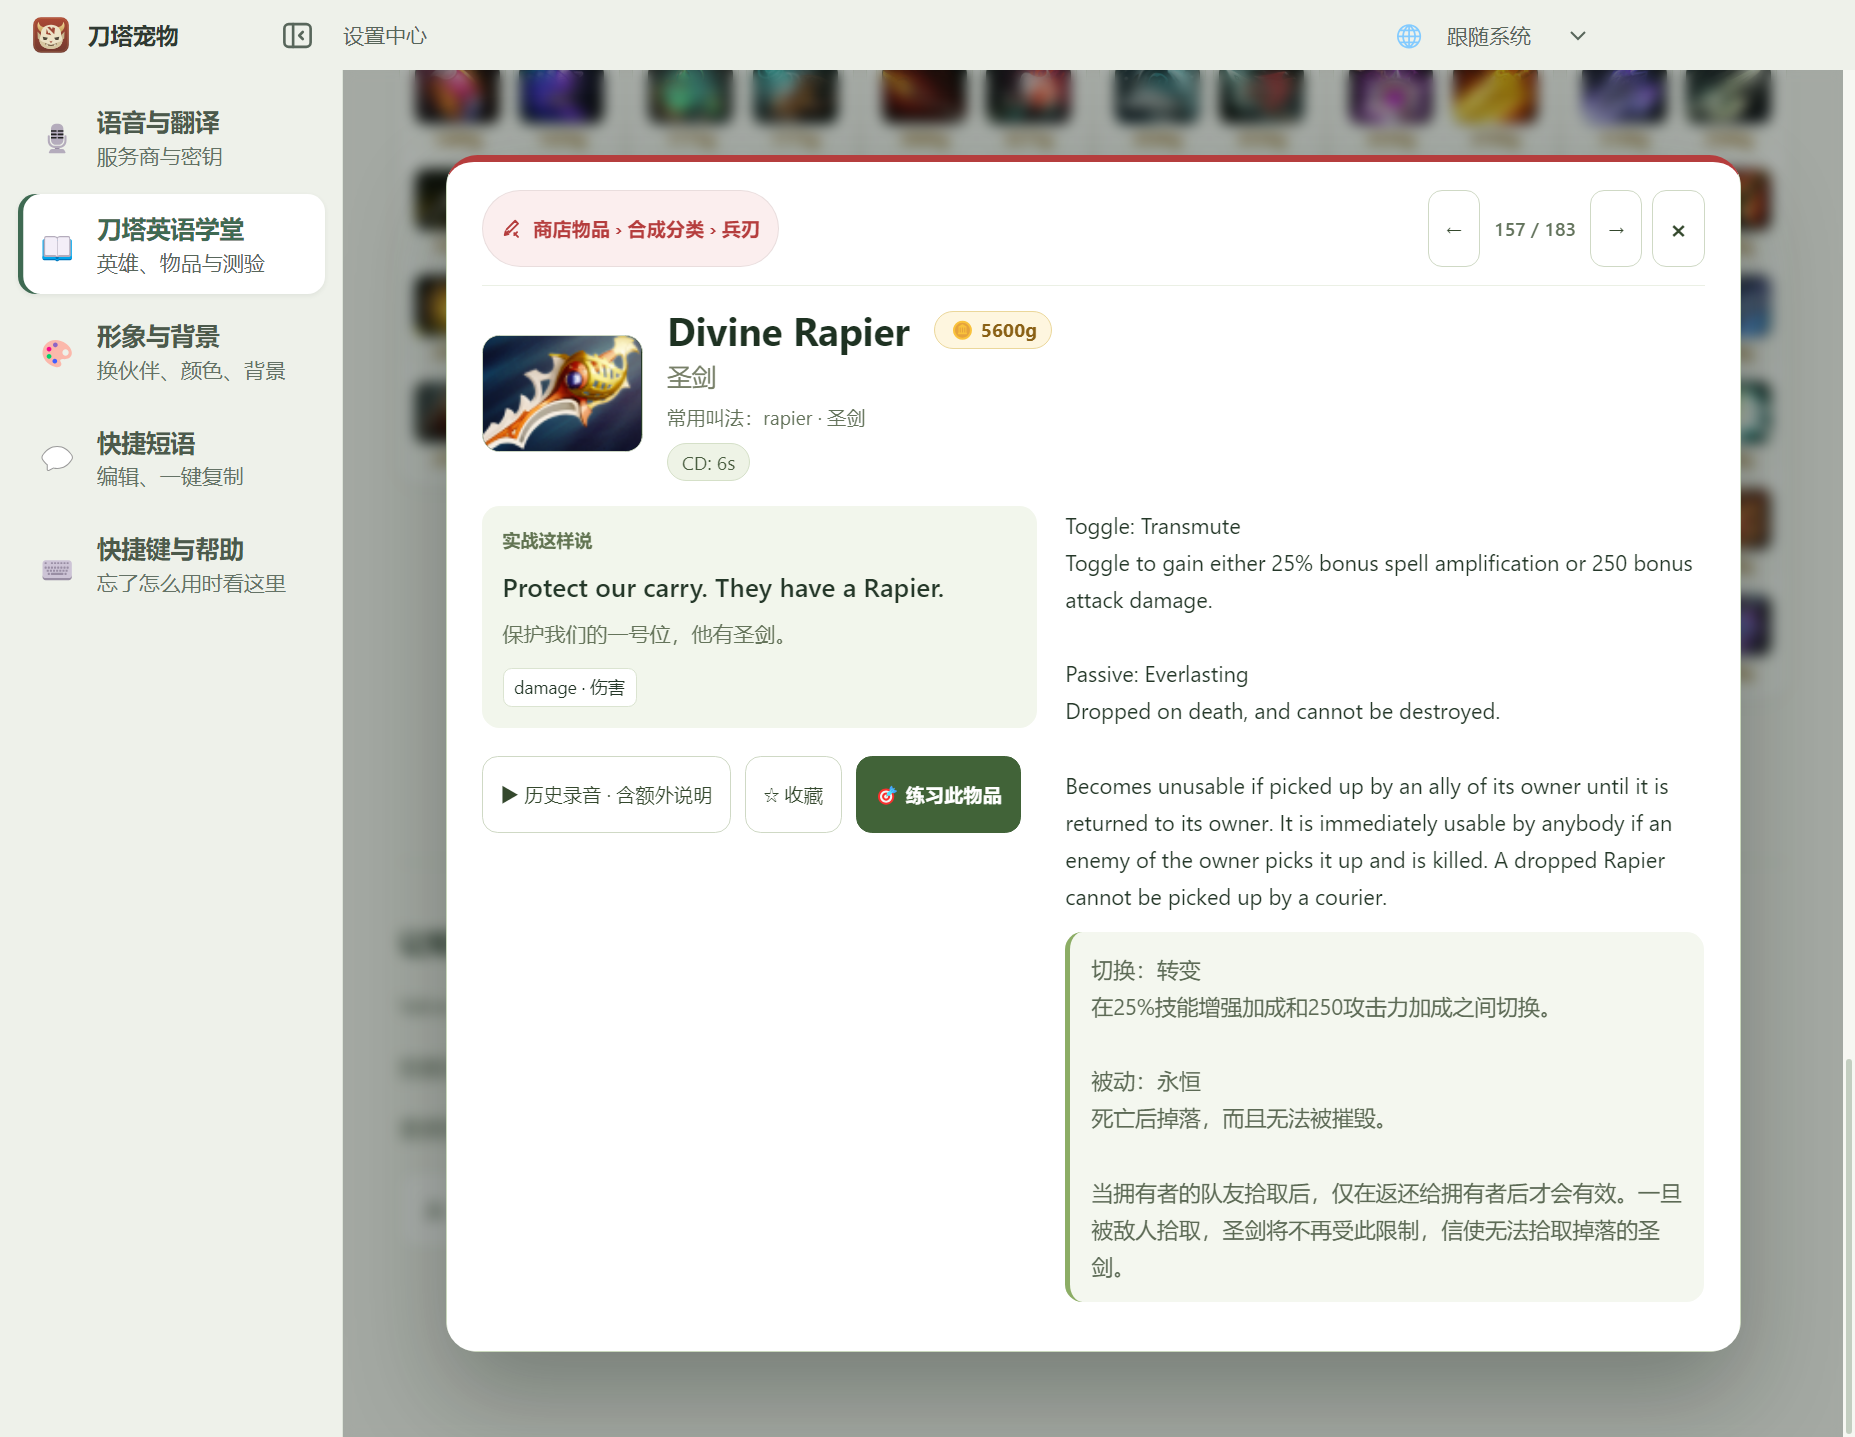 刀塔宠物
设置中心
跟随系统
语音与翻译
服务商与密钥
刀塔英语学堂
英雄、物品与测验
形象与背景
换伙伴、颜色、背景
快捷短语
编辑、一键复制
快捷键与帮助
忘了怎么用时看这里
商店物品 › 合成分类 › 兵刃
← 157 / 183 → ×
Divine Rapier 5600g
圣剑
常用叫法：rapier · 圣剑
CD: 6s
实战这样说
Protect our carry. They have a Rapier.
保护我们的一号位，他有圣剑。
damage · 伤害
▶ 历史录音 · 含额外说明
☆ 收藏
练习此物品
Toggle: Transmute
Toggle to gain either 25% bonus spell amplification or 250 bonus
attack damage.
Passive: Everlasting
Dropped on death, and cannot be destroyed.
Becomes unusable if picked up by an ally of its owner until it is
returned to its owner. It is immediately usable by anybody if an
enemy of the owner picks it up and is killed. A dropped Rapier
cannot be picked up by a courier.
切换：转变
在25%技能增强加成和250攻击力加成之间切换。
被动：永恒
死亡后掉落，而且无法被摧毁。
当拥有者的队友拾取后，仅在返还给拥有者后才会有效。一旦
被敌人拾取，圣剑将不再受此限制，信使无法拾取掉落的圣
剑。